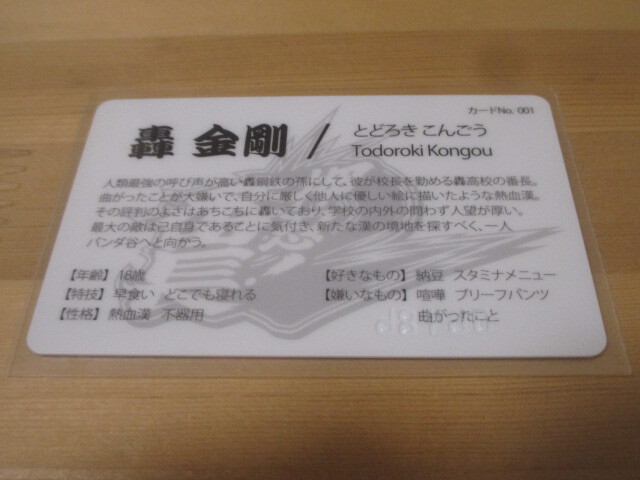 カードNo. 001
轟 金剛 / とどろき こんごう
Todoroki Kongou
人類最強の呼び声が高い轟鋼鉄の孫にして、彼が校長を勤める轟高校の番長。
曲がったことが大嫌いで、自分に厳しく他人に優しい絵に描いたような熱血漢。
その評判のよさはあちこちに轟いており、学校の内外の問わず人望が厚い。
最大の敵は己自身であることに気付き、新たな漢の境地を探すべく、一人
パンダ谷へと向かう。
【年齢】 18歳
【特技】 早食い どこでも寝れる
【性格】 熱血漢 不器用
【好きなもの】 納豆 スタミナメニュー
【嫌いなもの】 喧嘩 ブリーフパンツ
曲がったこと